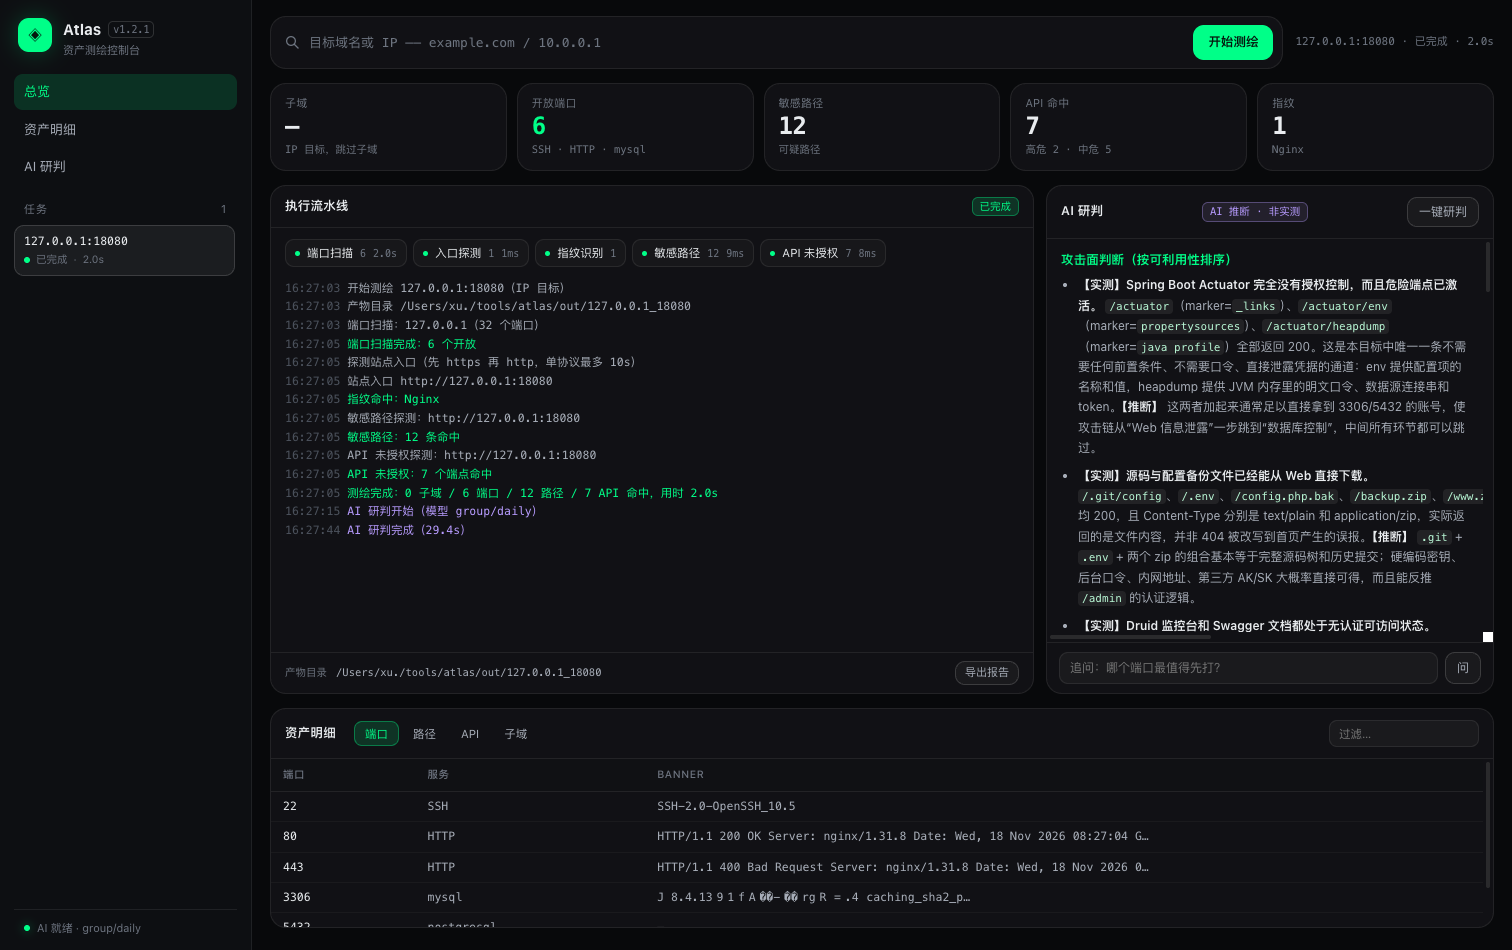 Atlas v1.2.1
资产测绘控制台
总览
资产明细
AI 研判
任务 1
127.0.0.1:18080
已完成 · 2.0s
AI 就绪 · group/daily
目标域名或 IP —— example.com / 10.0.0.1
开始测绘
127.0.0.1:18080 · 已完成 · 2.0s
子域
—
IP 目标，跳过子域
开放端口
6
SSH · HTTP · mysql
敏感路径
12
可疑路径
API 命中
7
高危 2 · 中危 5
指纹
1
Nginx
执行流水线 已完成
端口扫描 6 2.0s 入口探测 1 1ms 指纹识别 1 敏感路径 12 9ms API 未授权 7 8ms
16:27:03 开始测绘 127.0.0.1:18080（IP 目标）
16:27:03 产物目录 /Users/xu./tools/atlas/out/127.0.0.1_18080
16:27:03 端口扫描：127.0.0.1（32 个端口）
16:27:05 端口扫描完成：6 个开放
16:27:05 探测站点入口（先 https 再 http，单协议最多 10s）
16:27:05 站点入口 http://127.0.0.1:18080
16:27:05 指纹命中：Nginx
16:27:05 敏感路径探测：http://127.0.0.1:18080
16:27:05 敏感路径：12 条命中
16:27:05 API 未授权探测：http://127.0.0.1:18080
16:27:05 API 未授权：7 个端点命中
16:27:05 测绘完成：0 子域 / 6 端口 / 12 路径 / 7 API 命中，用时 2.0s
16:27:15 AI 研判开始（模型 group/daily）
16:27:44 AI 研判完成（29.4s）
产物目录 /Users/xu./tools/atlas/out/127.0.0.1_18080
导出报告
AI 研判 AI 推断 · 非实测 一键研判
攻击面判断（按可利用性排序）
【实测】Spring Boot Actuator 完全没有授权控制，而且危险端点已激
活。 /actuator （marker= _links ）、 /actuator/env
（marker= propertysources ）、 /actuator/heapdump
（marker= java profile ）全部返回 200。这是本目标中唯一一条不需
要任何前置条件、不需要口令、直接泄露凭据的通道：env 提供配置项的
名称和值，heapdump 提供 JVM 内存里的明文口令、数据源连接串和
token。【推断】 这两者加起来通常足以直接拿到 3306/5432 的账号，使
攻击链从“Web 信息泄露”一步跳到“数据库控制”，中间所有环节都可以跳
过。
【实测】源码与配置备份文件已经能从 Web 直接下载。
/.git/config 、 /.env 、 /config.php.bak 、 /backup.zip 、 /www.z
均 200，且 Content-Type 分别是 text/plain 和 application/zip，实际返
回的是文件内容，并非 404 被改写到首页产生的误报。【推断】 .git +
.env + 两个 zip 的组合基本等于完整源码树和历史提交；硬编码密钥、
后台口令、内网地址、第三方 AK/SK 大概率直接可得，而且能反推
/admin 的认证逻辑。
【实测】Druid 监控台和 Swagger 文档都处于无认证可访问状态。
追问：哪个端口最值得先打?
问
资产明细 端口 路径 API 子域
过滤…
端口 服务 BANNER
22 SSH SSH-2.0-OpenSSH_10.5
80 HTTP HTTP/1.1 200 OK Server: nginx/1.31.8 Date: Wed, 18 Nov 2026 08:27:04 G…
443 HTTP HTTP/1.1 400 Bad Request Server: nginx/1.31.8 Date: Wed, 18 Nov 2026 0…
3306 mysql J 8.4.13 9 1 f A ��-��rg R =.4 caching_sha2_p…
5432 postgresql